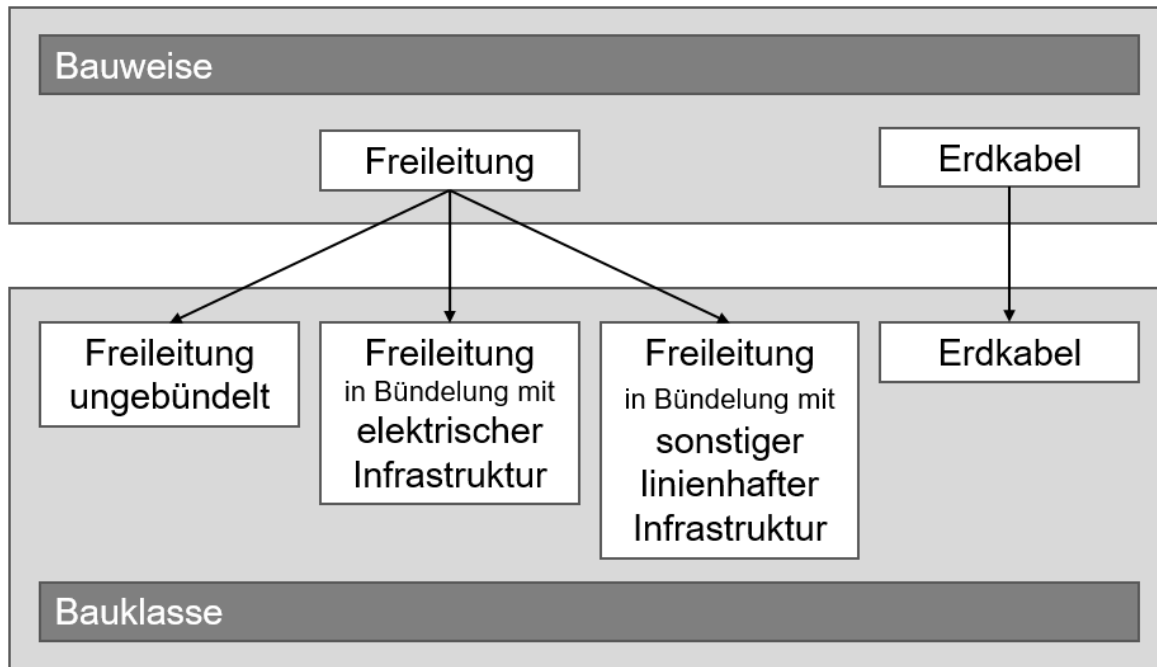 Bauweise
Freileitung
Erdkabel
Freileitung
ungebündelt
Freileitung
in Bündelung mit
elektrischer
Infrastruktur
Freileitung
in Bündelung mit
sonstiger
linienhafter
Infrastruktur
Erdkabel
Bauklasse